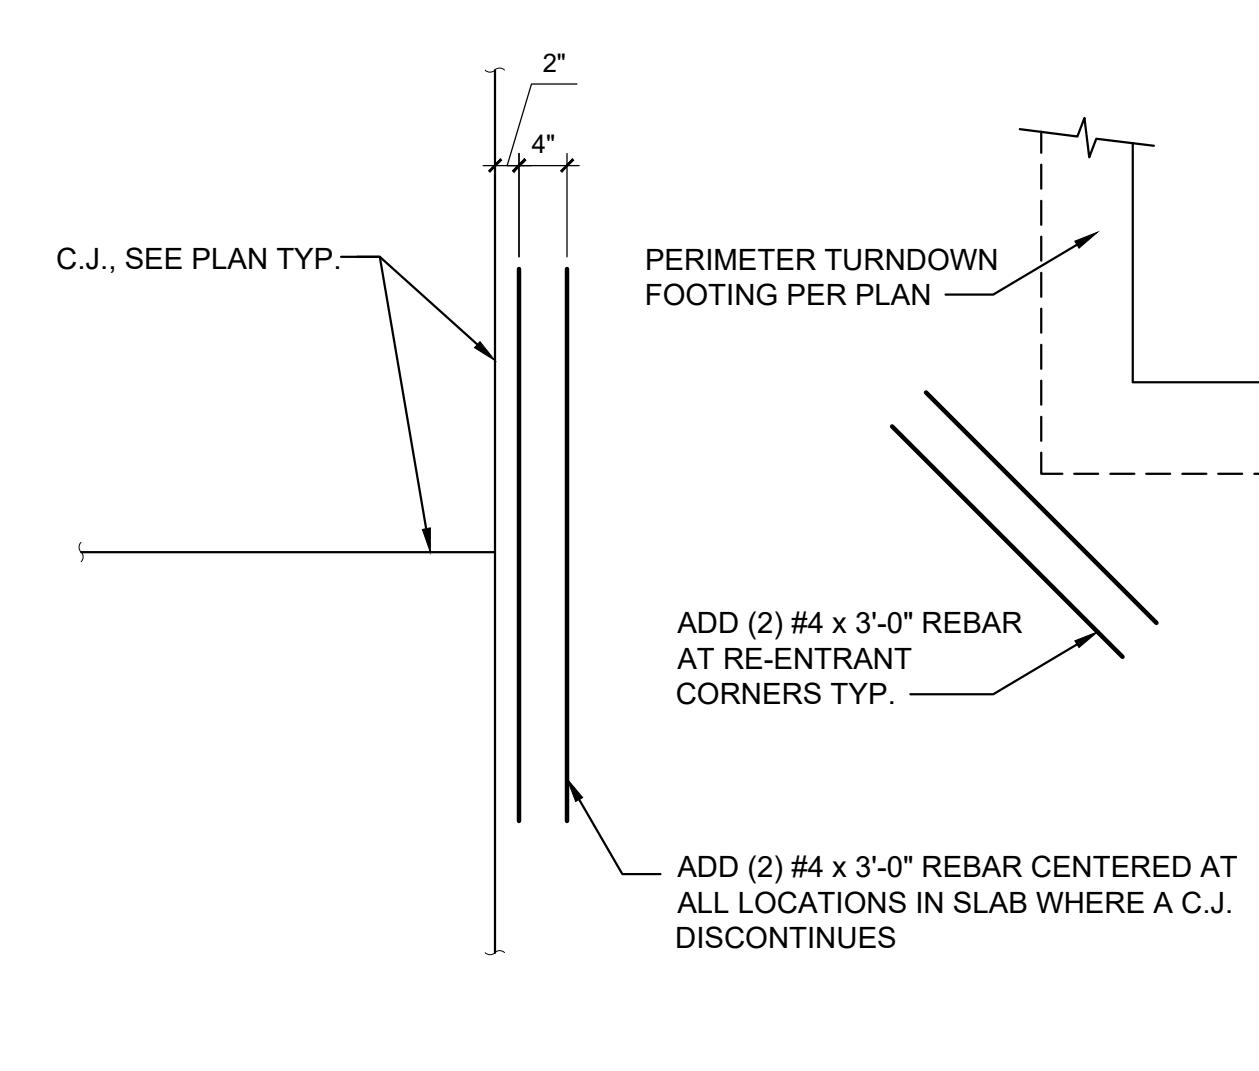 2"
4"
C.J., SEE PLAN TYP.
PERIMETER TURNDOWN
FOOTING PER PLAN
ADD (2) #4 x 3'-0" REBAR
AT RE-ENTRANT
CORNERS TYP.
ADD (2) #4 x 3'-0" REBAR CENTERED AT
ALL LOCATIONS IN SLAB WHERE A C.J.
DISCONTINUES